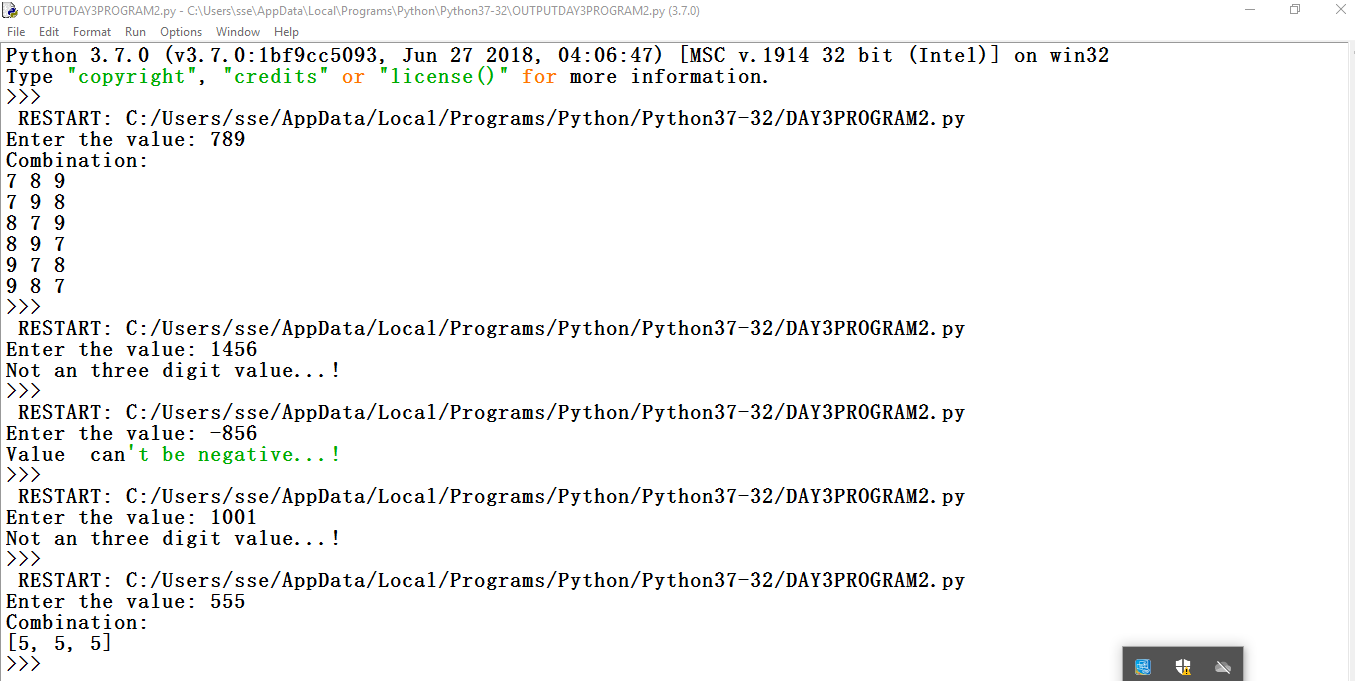 OUTPUTDAY3PROGRAM2.py - C:\Users\sse\AppData\Local\Programs\Python\Python37-32\OUTPUTDAY3PROGRAM2.py (3.7.0)
File Edit Format Run Options Window Help
Python 3.7.0 (v3.7.0:1bf9cc5093, Jun 27 2018, 04:06:47) [MSC v.1914 32 bit (Intel)] on win32
Type "copyright", "credits" or "license()" for more information.
>>>
 RESTART: C:/Users/sse/AppData/Local/Programs/Python/Python37-32/DAY3PROGRAM2.py
Enter the value: 789
Combination:
7 8 9
7 9 8
8 7 9
8 9 7
9 7 8
9 8 7
>>>
 RESTART: C:/Users/sse/AppData/Local/Programs/Python/Python37-32/DAY3PROGRAM2.py
Enter the value: 1456
Not an three digit value...!
>>>
 RESTART: C:/Users/sse/AppData/Local/Programs/Python/Python37-32/DAY3PROGRAM2.py
Enter the value: -856
Value  can't be negative...!
>>>
 RESTART: C:/Users/sse/AppData/Local/Programs/Python/Python37-32/DAY3PROGRAM2.py
Enter the value: 1001
Not an three digit value...!
>>>
 RESTART: C:/Users/sse/AppData/Local/Programs/Python/Python37-32/DAY3PROGRAM2.py
Enter the value: 555
Combination:
[5, 5, 5]
>>>